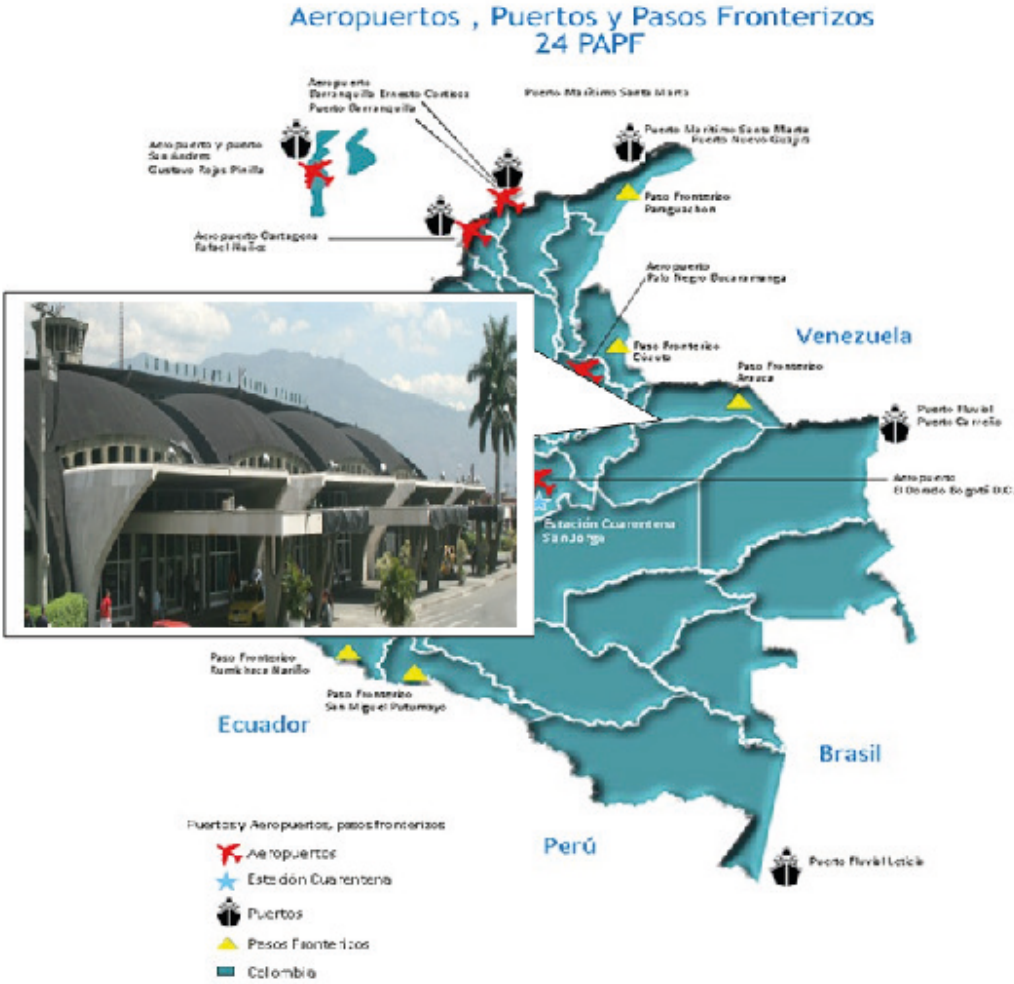 Aeropuertos , Puertos y Pasos Fronterizos
24 PAPF
Aeropuerto
Barranquilla Ernesto Cortissoz
Puerto Barranquilla
Puerto Marítimo Santa Marta
Puerto Marítimo Santa Marta
Puerto Nuevo Guajira
Aeropuerto y puerto
San Andres
Gustavo Rojas Pinilla
Paso Fronterizo
Paraguachon
Aeropuerto Cartagena
Rafael Nuñez
Aeropuerto
Palo Negro Bucaramanga
Venezuela
Paso Fronterizo
Cúcuta
Paso Fronterizo
Arauca
Puerto Fluvial
Puerto Carreño
Aeropuerto
El Dorado Bogotá D.C.
Estación Cuarentena
San Jorge
Paso Fronterizo
Rumichaca Nariño
Paso Fronterizo
San Miguel Putumayo
Ecuador
Brasil
Perú
Puerto Fluvial Leticia
Puertos y Aeropuertos, pasos fronterizos
Aeropuertos
Estación Cuarentena
Puertos
Pasos Fronterizos
Colombia